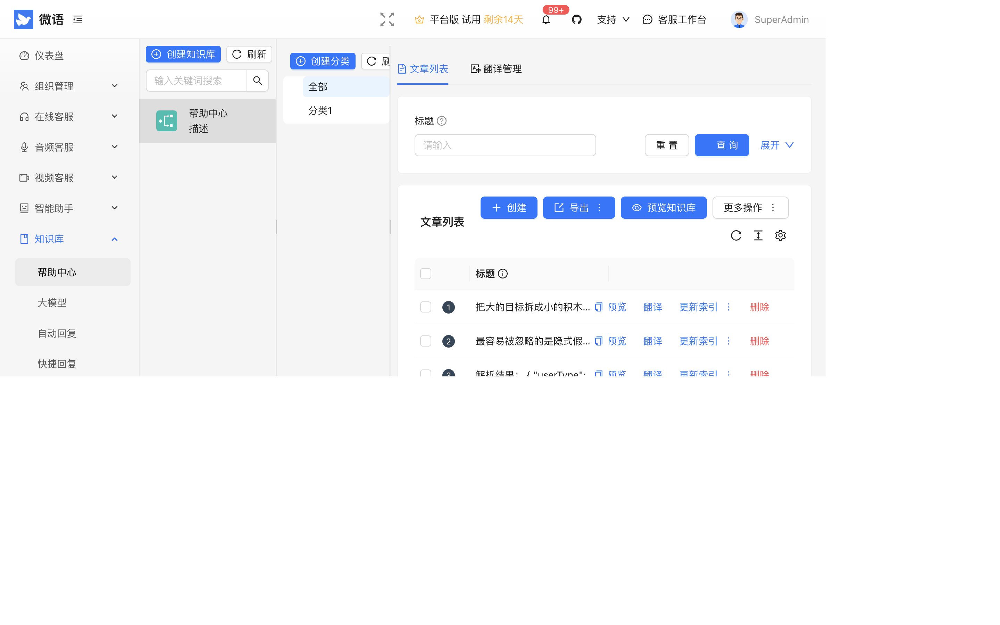 微语
平台版 试用 剩余14天
99+
支持
客服工作台
SuperAdmin
仪表盘
组织管理
在线客服
音频客服
视频客服
智能助手
知识库
帮助中心
大模型
自动回复
快捷回复
创建知识库
刷新
输入关键词搜索
帮助中心
描述
创建分类
刷
全部
分类1
文章列表
翻译管理
标题
请输入
重 置
查 询
展开
文章列表
创建
导出
预览知识库
更多操作
标题
1 把大的目标拆成小的积木... 预览 翻译 更新索引 删除
2 最容易被忽略的是隐式假... 预览 翻译 更新索引 删除
3 解析结果： { "userType": 预览 翻译 更新索引 删除